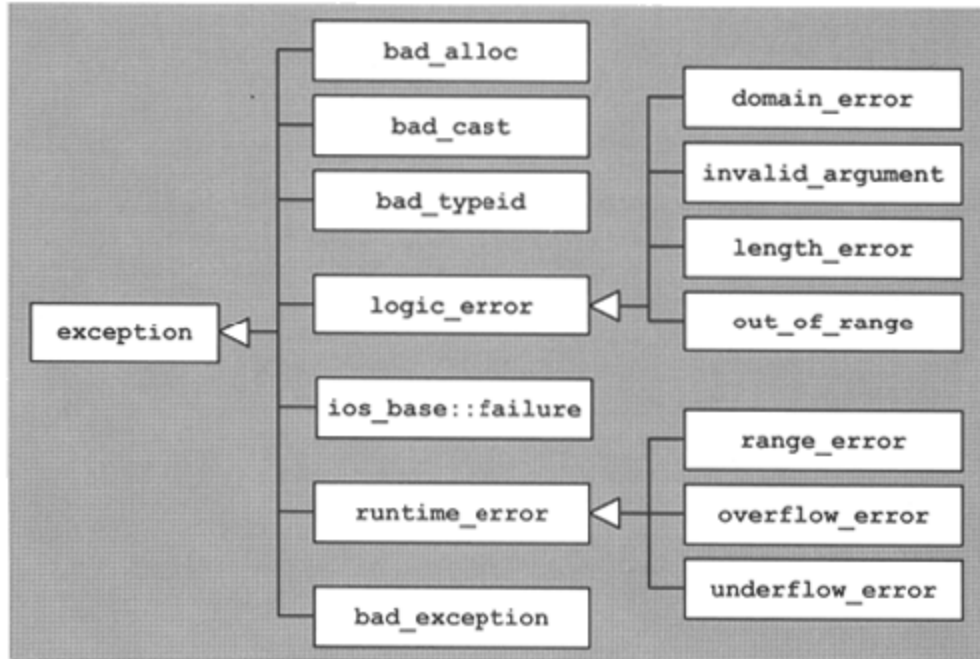 exception
bad_alloc
bad_cast
bad_typeid
logic_error
ios_base::failure
runtime_error
bad_exception
domain_error
invalid_argument
length_error
out_of_range
range_error
overflow_error
underflow_error